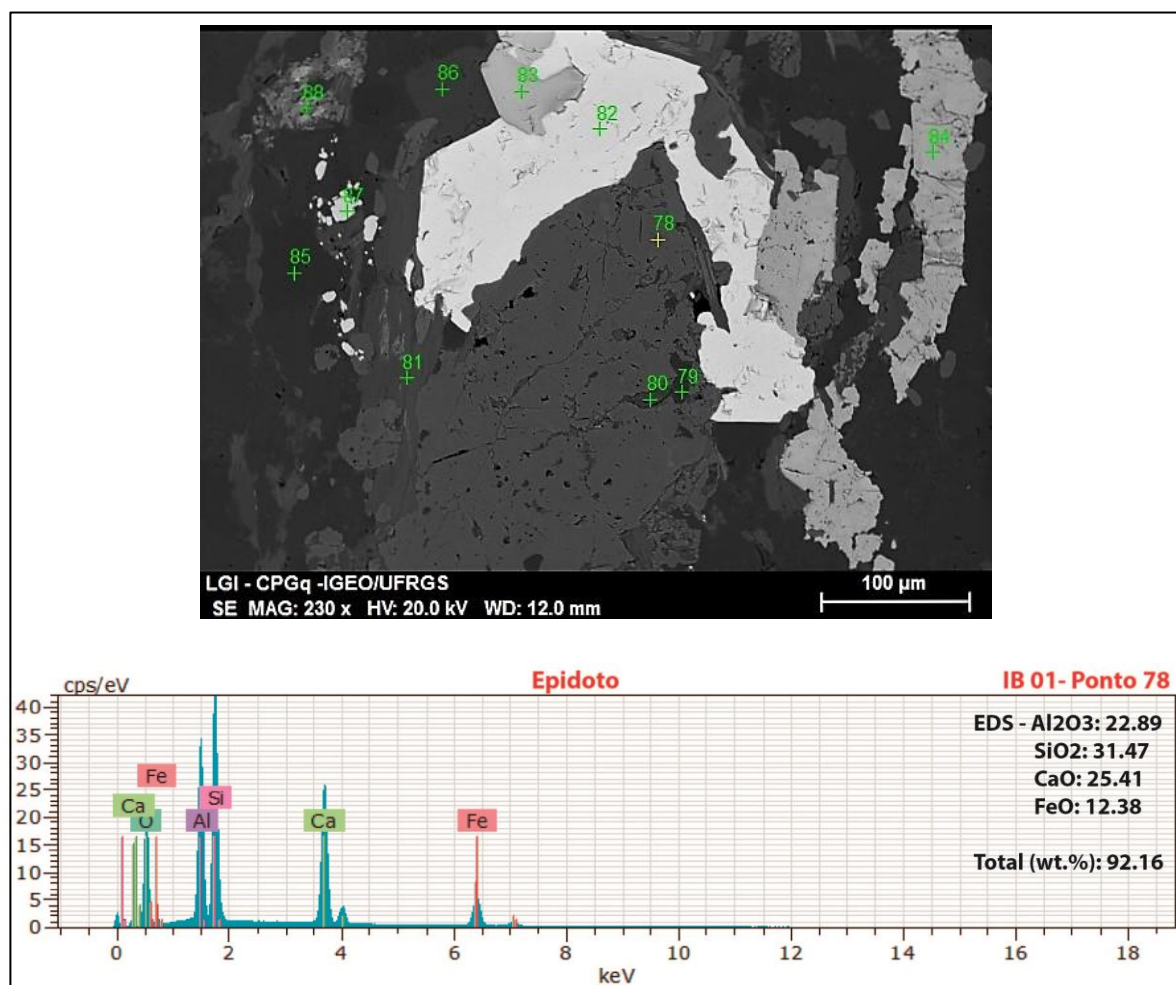 86
83
88
82
84
87
78
85
81
80
79
LGI - CPGq -IGEO/UFRGS
SE MAG: 230 x HV: 20.0 kV WD: 12.0 mm
100 µm
cps/eV
Epidoto
IB 01- Ponto 78
EDS - Al2O3: 22.89
SiO2: 31.47
CaO: 25.41
FeO: 12.38
Total (wt.%): 92.16
40
35
30
25
20
15
10
5
0
Fe
Ca
O
Al
Si
Ca
Fe
0 2 4 6 8 10 12 14 16 18
keV